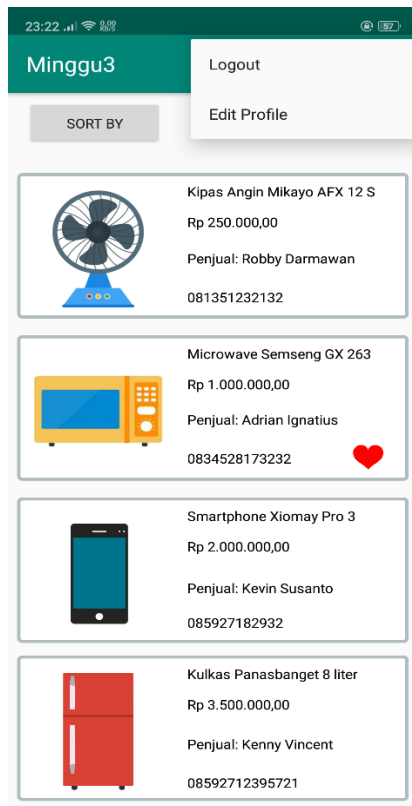 23:22 0,00 KB/S 57
Minggu3
Logout
Edit Profile
SORT BY
Kipas Angin Mikayo AFX 12 S
Rp 250.000,00
Penjual: Robby Darmawan
081351232132
Microwave Semseng GX 263
Rp 1.000.000,00
Penjual: Adrian Ignatius
0834528173232
Smartphone Xiomay Pro 3
Rp 2.000.000,00
Penjual: Kevin Susanto
085927182932
Kulkas Panasbanget 8 liter
Rp 3.500.000,00
Penjual: Kenny Vincent
08592712395721